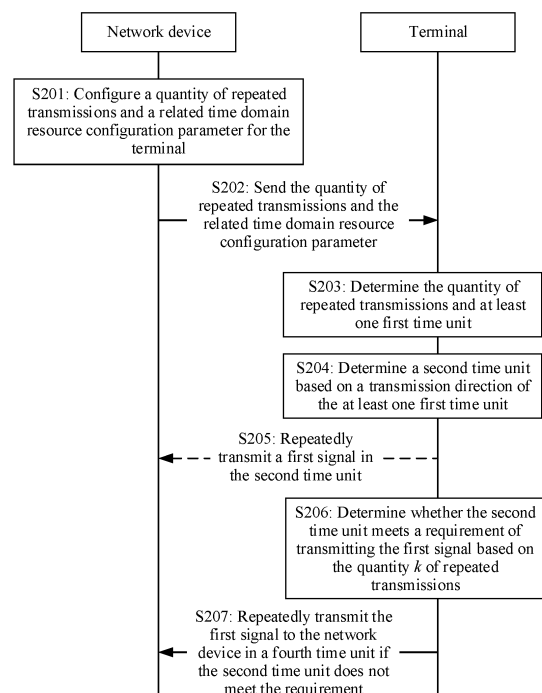 Network device
Terminal
S201: Configure a quantity of repeated
transmissions and a related time domain
resource configuration parameter for the
terminal
S202: Send the quantity of
repeated transmissions and the
related time domain resource
configuration parameter
S203: Determine the quantity of
repeated transmissions and at least
one first time unit
S204: Determine a second time unit
based on a transmission direction of
the at least one first time unit
S205: Repeatedly
transmit a first signal in
the second time unit
S206: Determine whether the second
time unit meets a requirement of
transmitting the first signal based on
the quantity k of repeated
transmissions
S207: Repeatedly transmit the
first signal to the network
device in a fourth time unit if
the second time unit does not
meet the requirement